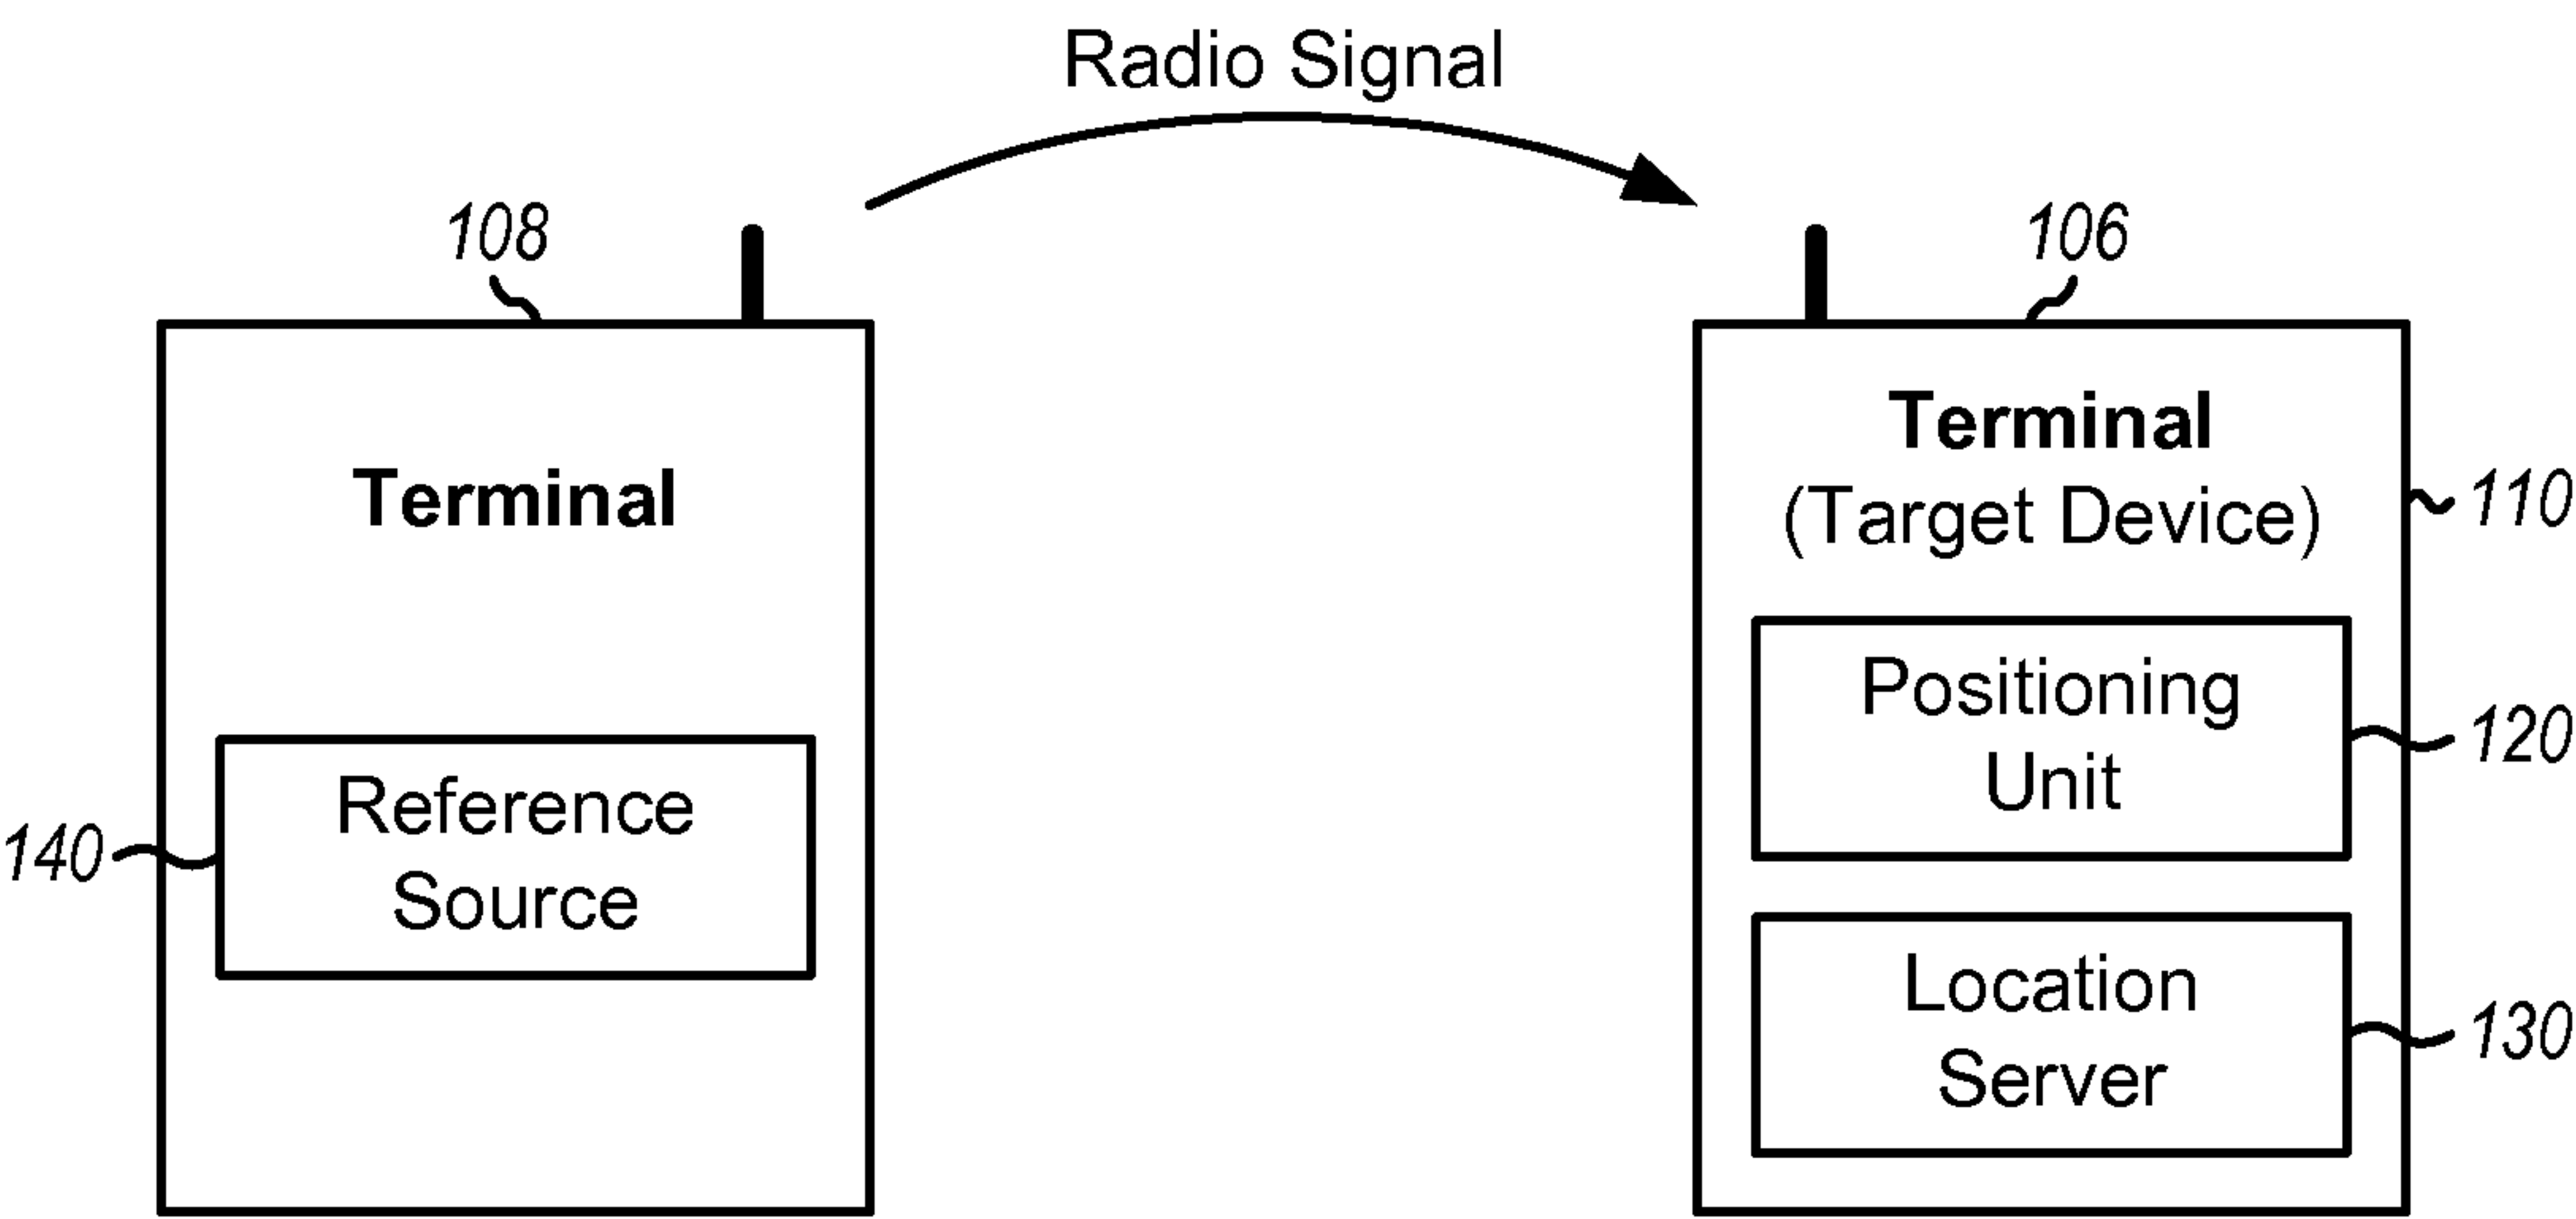 Radio Signal
108
106
Terminal
Terminal
(Target Device)
110
Reference
Source
140
Positioning
Unit
120
Location
Server
130